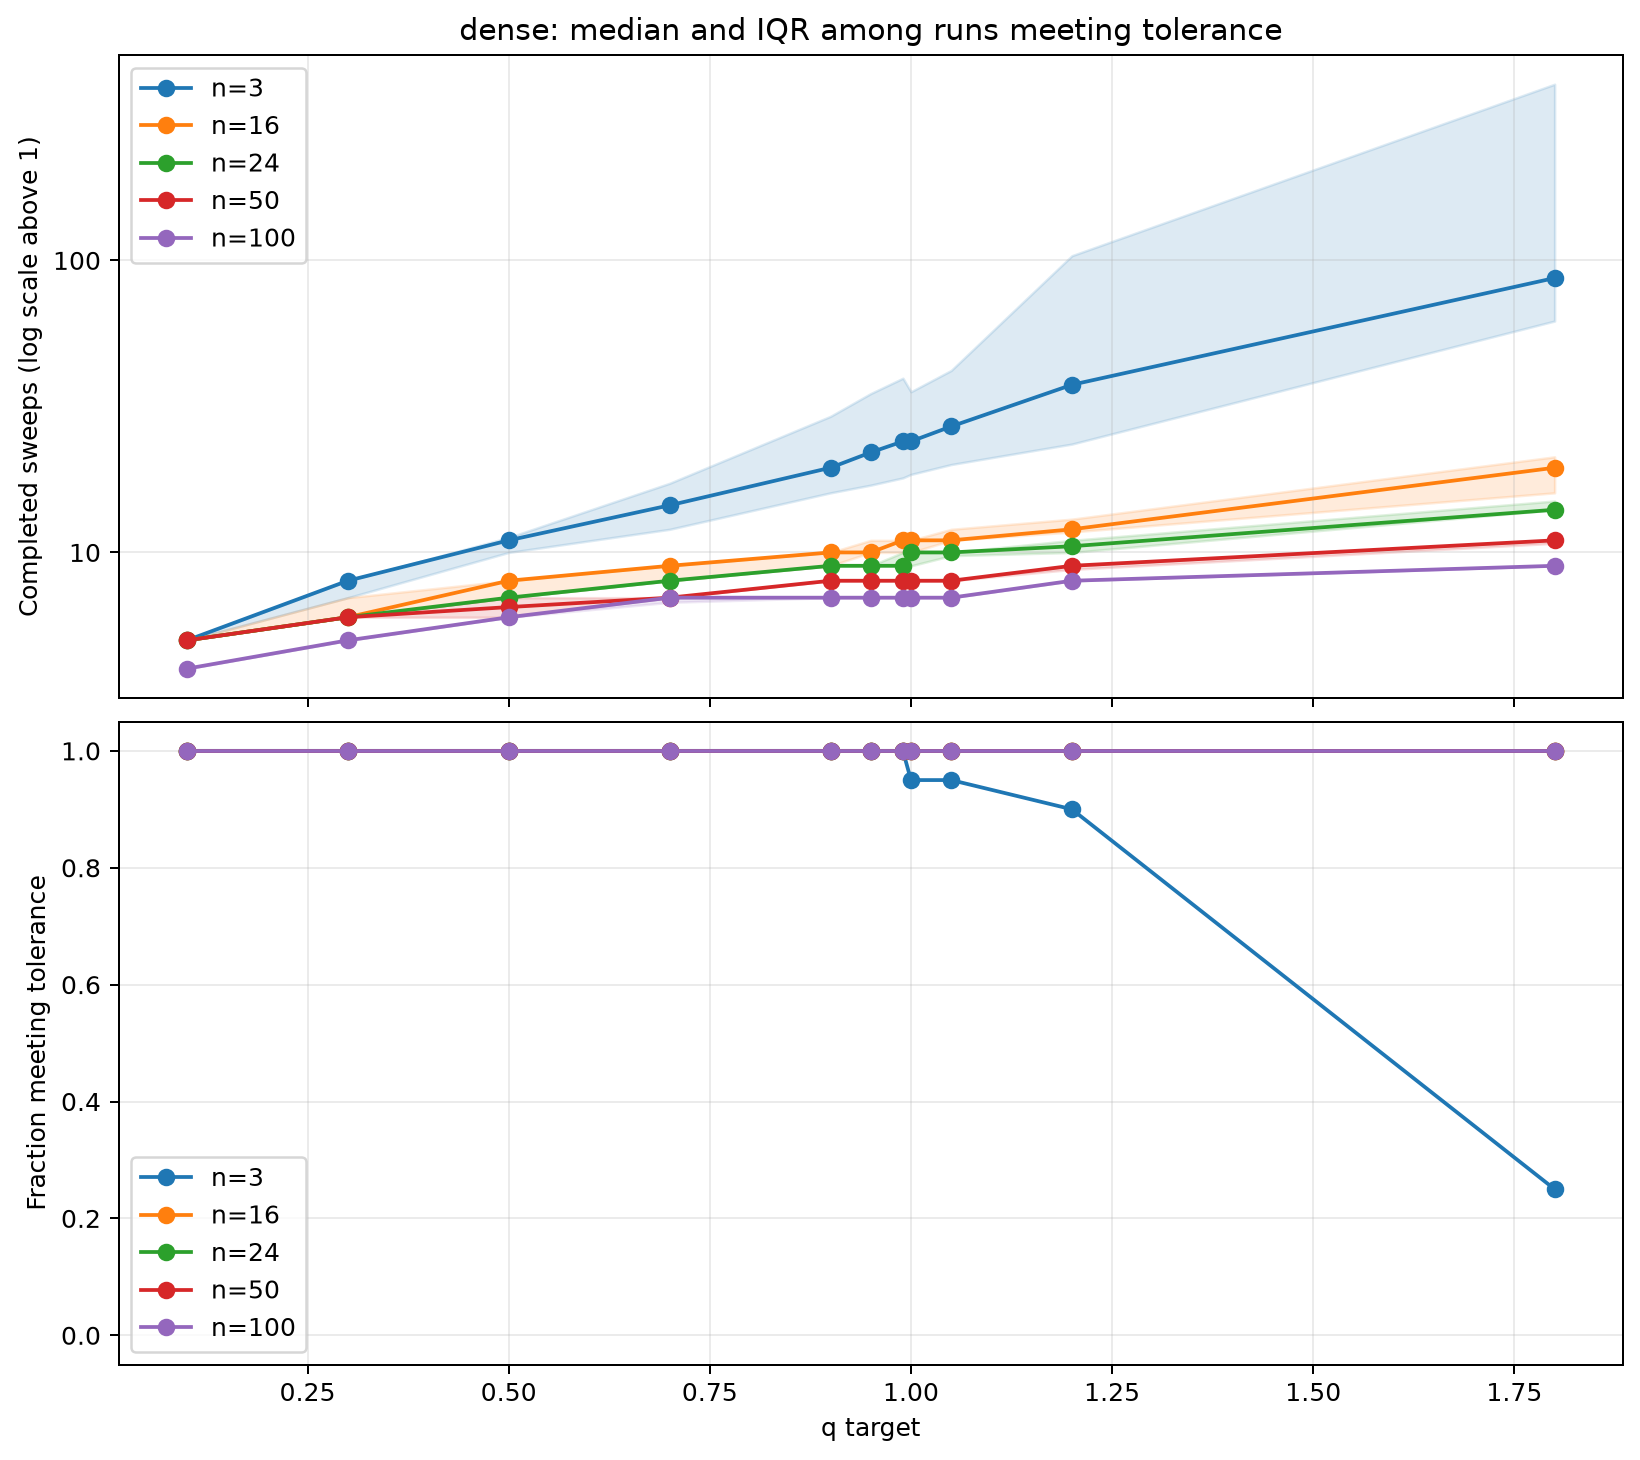 dense: median and IQR among runs meeting tolerance
Completed sweeps (log scale above 1)
100
10
n=3
n=16
n=24
n=50
n=100
Fraction meeting tolerance
1.0
0.8
0.6
0.4
0.2
0.0
n=3
n=16
n=24
n=50
n=100
0.25 0.50 0.75 1.00 1.25 1.50 1.75
q target